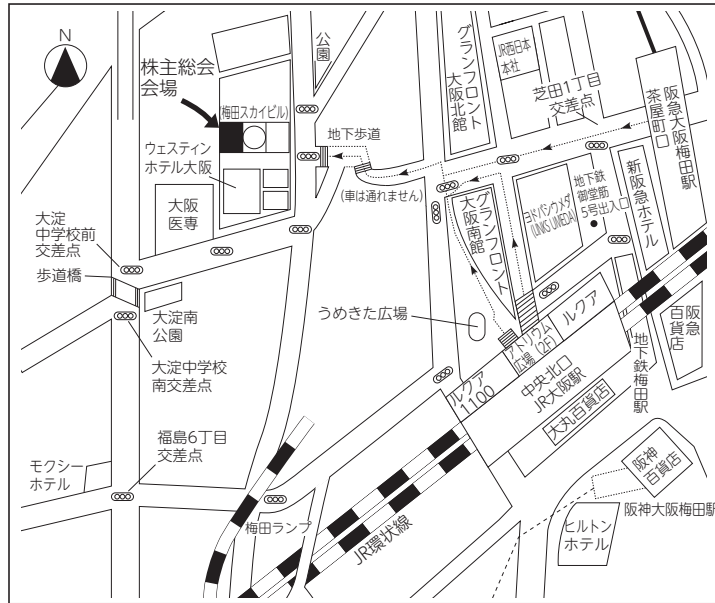 N
株主総会
会場
(梅田スカイビル)
ウェスティン
ホテル大阪
大阪
医専
公園
地下歩道
(車は通れません)
グランフロント
大阪北館
JR西日本
本社
芝田1丁目
交差点
阪急大阪梅田駅
茶屋町口
新阪急ホテル
地下鉄
御堂筋
5号出入口
ヨドバシウメダ
(LINKS UMEDA)
グランフロント
大阪南館
大淀
中学校前
交差点
歩道橋
大淀南
公園
大淀中学校
南交差点
うめきた広場
アトリウム
広場(2F)
ルクア
ルクア
1100
中央北口
JR大阪駅
大丸百貨店
地下鉄梅田駅
阪急
百貨店
福島6丁目
交差点
モクシー
ホテル
梅田ランプ
JR環状線
阪神
百貨店
阪神大阪梅田駅
ヒルトン
ホテル